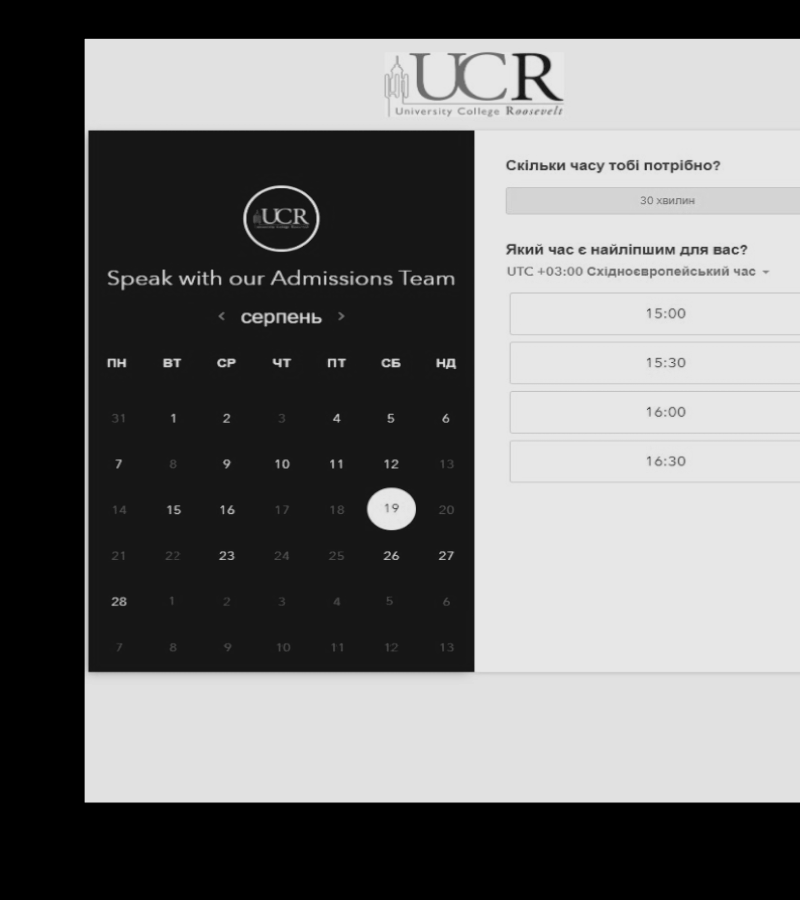 UCR
University College Roosevelt
UCR
Speak with our Admissions Team
< серпень >
ПН ВТ СР ЧТ ПТ СБ НД
31 1 2 3 4 5 6
7 8 9 10 11 12 13
14 15 16 17 18 19 20
21 22 23 24 25 26 27
28 1 2 3 4 5 6
7 8 9 10 11 12 13
Скільки часу тобі потрібно?
30 хвилин
Який час є найліпшим для вас?
UTC +03:00 Східноєвропейський час
15:00
15:30
16:00
16:30